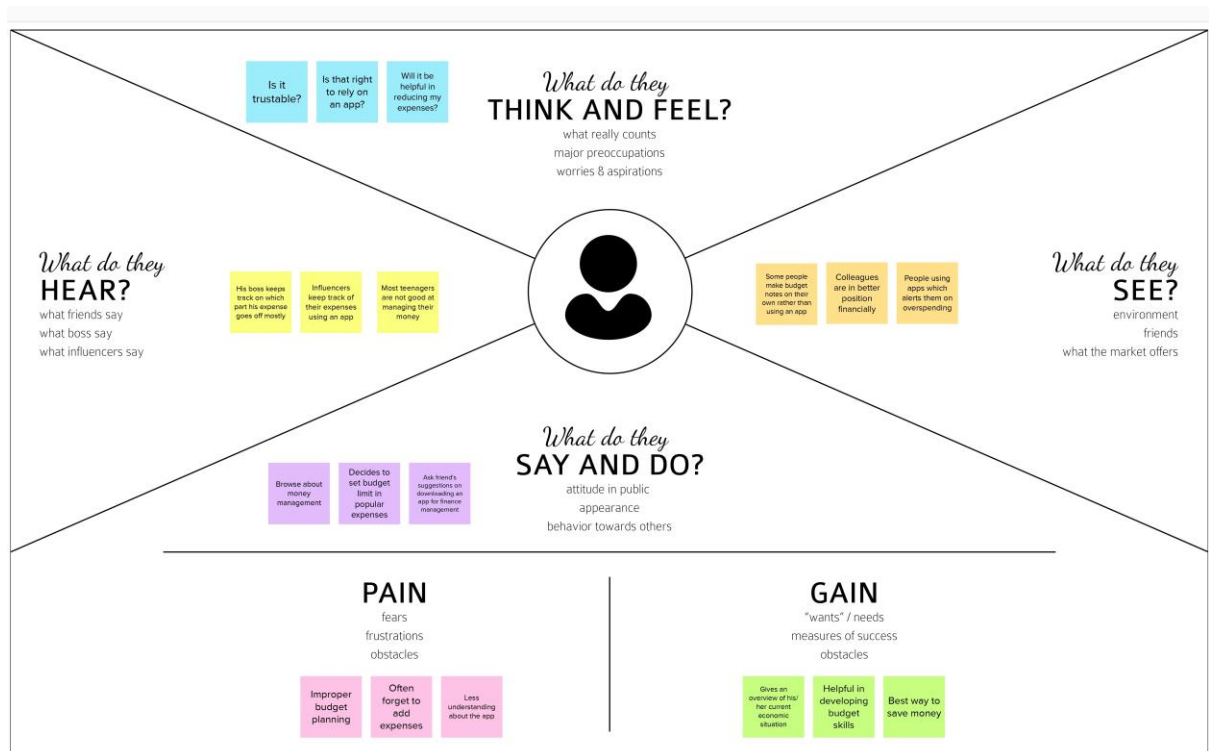 Is it
trustable?
Is that right
to rely on
an app?
Will it be
helpful in
reducing my
expenses?
What do they
THINK AND FEEL?
what really counts
major preoccupations
worries & aspirations
What do they
HEAR?
what friends say
what boss say
what influencers say
His boss keeps
track on which
part his expense
goes off mostly
Influencers
keep track of
their expenses
using an app
Most teenagers
are not good at
managing their
money
Some people
make budget
notes on their
own rather than
using an app
Colleagues
are in better
position
financially
People using
apps which
alerts them on
overspending
What do they
SEE?
environment
friends
what the market offers
What do they
SAY AND DO?
attitude in public
appearance
behavior towards others
Browse about
money
management
Decides to
set budget
limit in
popular
expenses
Ask friend's
suggestions on
downloading an
app for finance
management
PAIN
fears
frustrations
obstacles
Improper
budget
planning
Often
forget to
add
expenses
Less
understanding
about the app
GAIN
"wants" / needs
measures of success
obstacles
Gives an
overview of his/
her current
economic
situation
Helpful in
developing
budget
skills
Best way to
save money